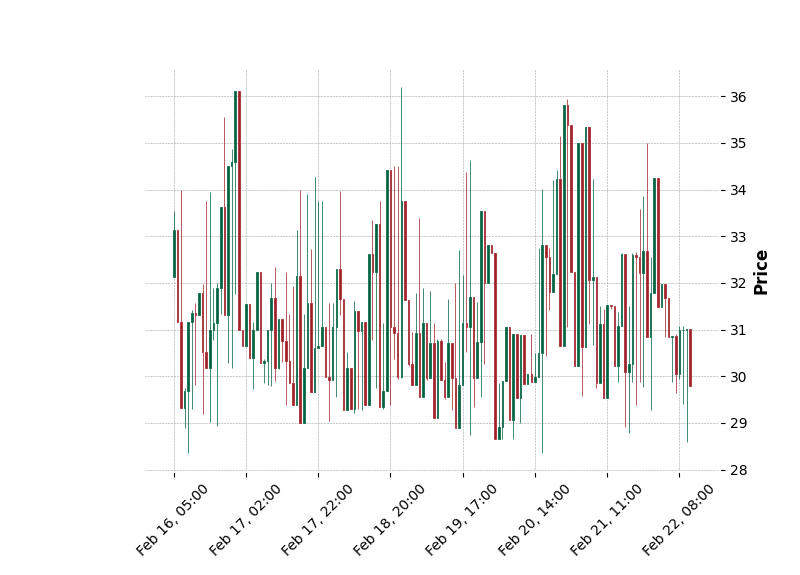 36
35
34
33
32
31
30
29
28
Price
Feb 16, 05:00
Feb 17, 02:00
Feb 17, 22:00
Feb 18, 20:00
Feb 19, 17:00
Feb 20, 14:00
Feb 21, 11:00
Feb 22, 08:00